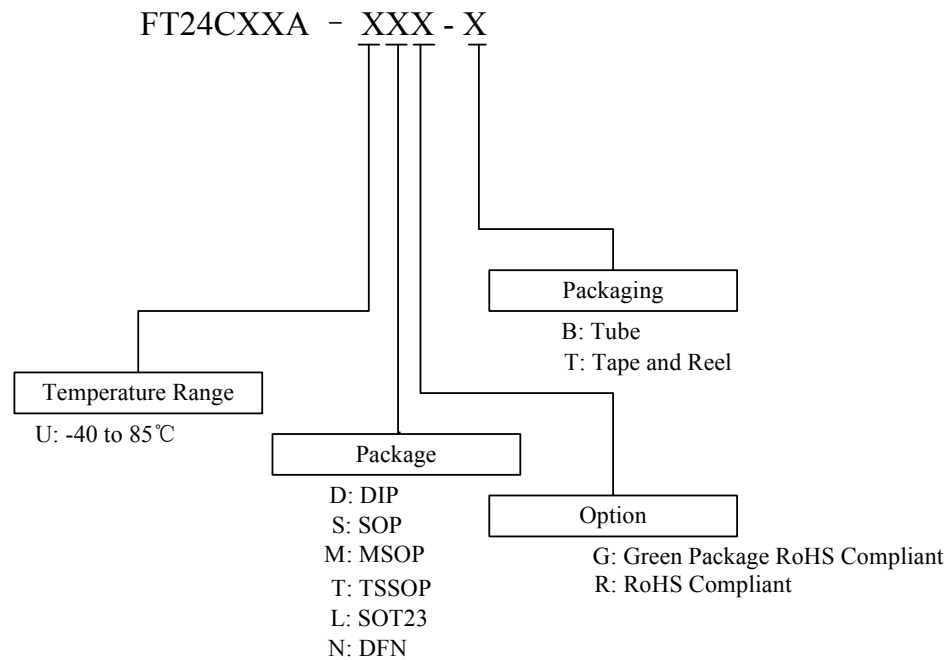 FT24CXXA - XXX - X
Packaging
B: Tube
T: Tape and Reel
Temperature Range
U: -40 to 85℃
Package
D: DIP
S: SOP
M: MSOP
T: TSSOP
L: SOT23
N: DFN
Option
G: Green Package RoHS Compliant
R: RoHS Compliant